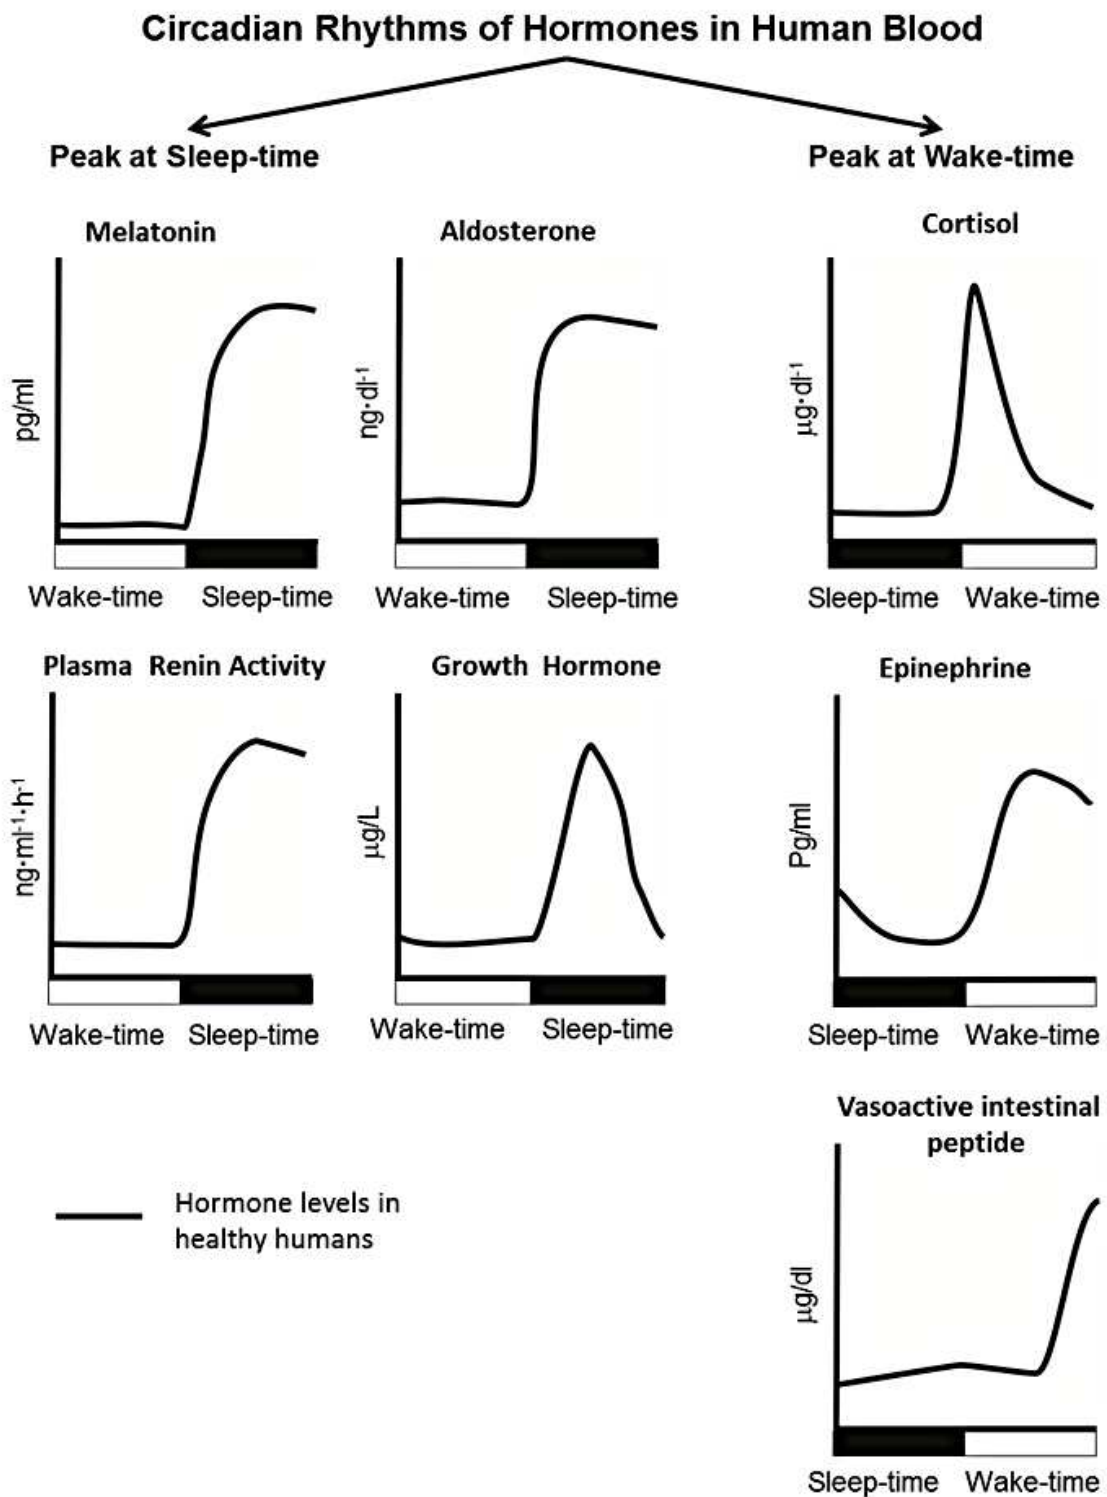 Circadian Rhythms of Hormones in Human Blood
Peak at Sleep-time
Peak at Wake-time
Melatonin
pg/ml
Wake-time Sleep-time
Aldosterone
ng·dl⁻¹
Wake-time Sleep-time
Cortisol
µg·dl⁻¹
Sleep-time Wake-time
Plasma Renin Activity
ng·ml⁻¹·h⁻¹
Wake-time Sleep-time
Growth Hormone
µg/L
Wake-time Sleep-time
Epinephrine
Pg/ml
Sleep-time Wake-time
Vasoactive intestinal
peptide
µg/dl
Sleep-time Wake-time
Hormone levels in
healthy humans